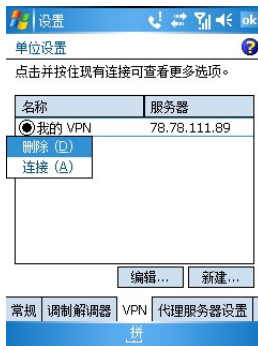 设置
ok
单位设置
点击并按住现有连接可查看更多选项。
名称 服务器
我的 VPN 78.78.111.89
删除 (D)
连接 (A)
编辑... 新建...
常规 调制解调器 VPN 代理服务器设置
拼